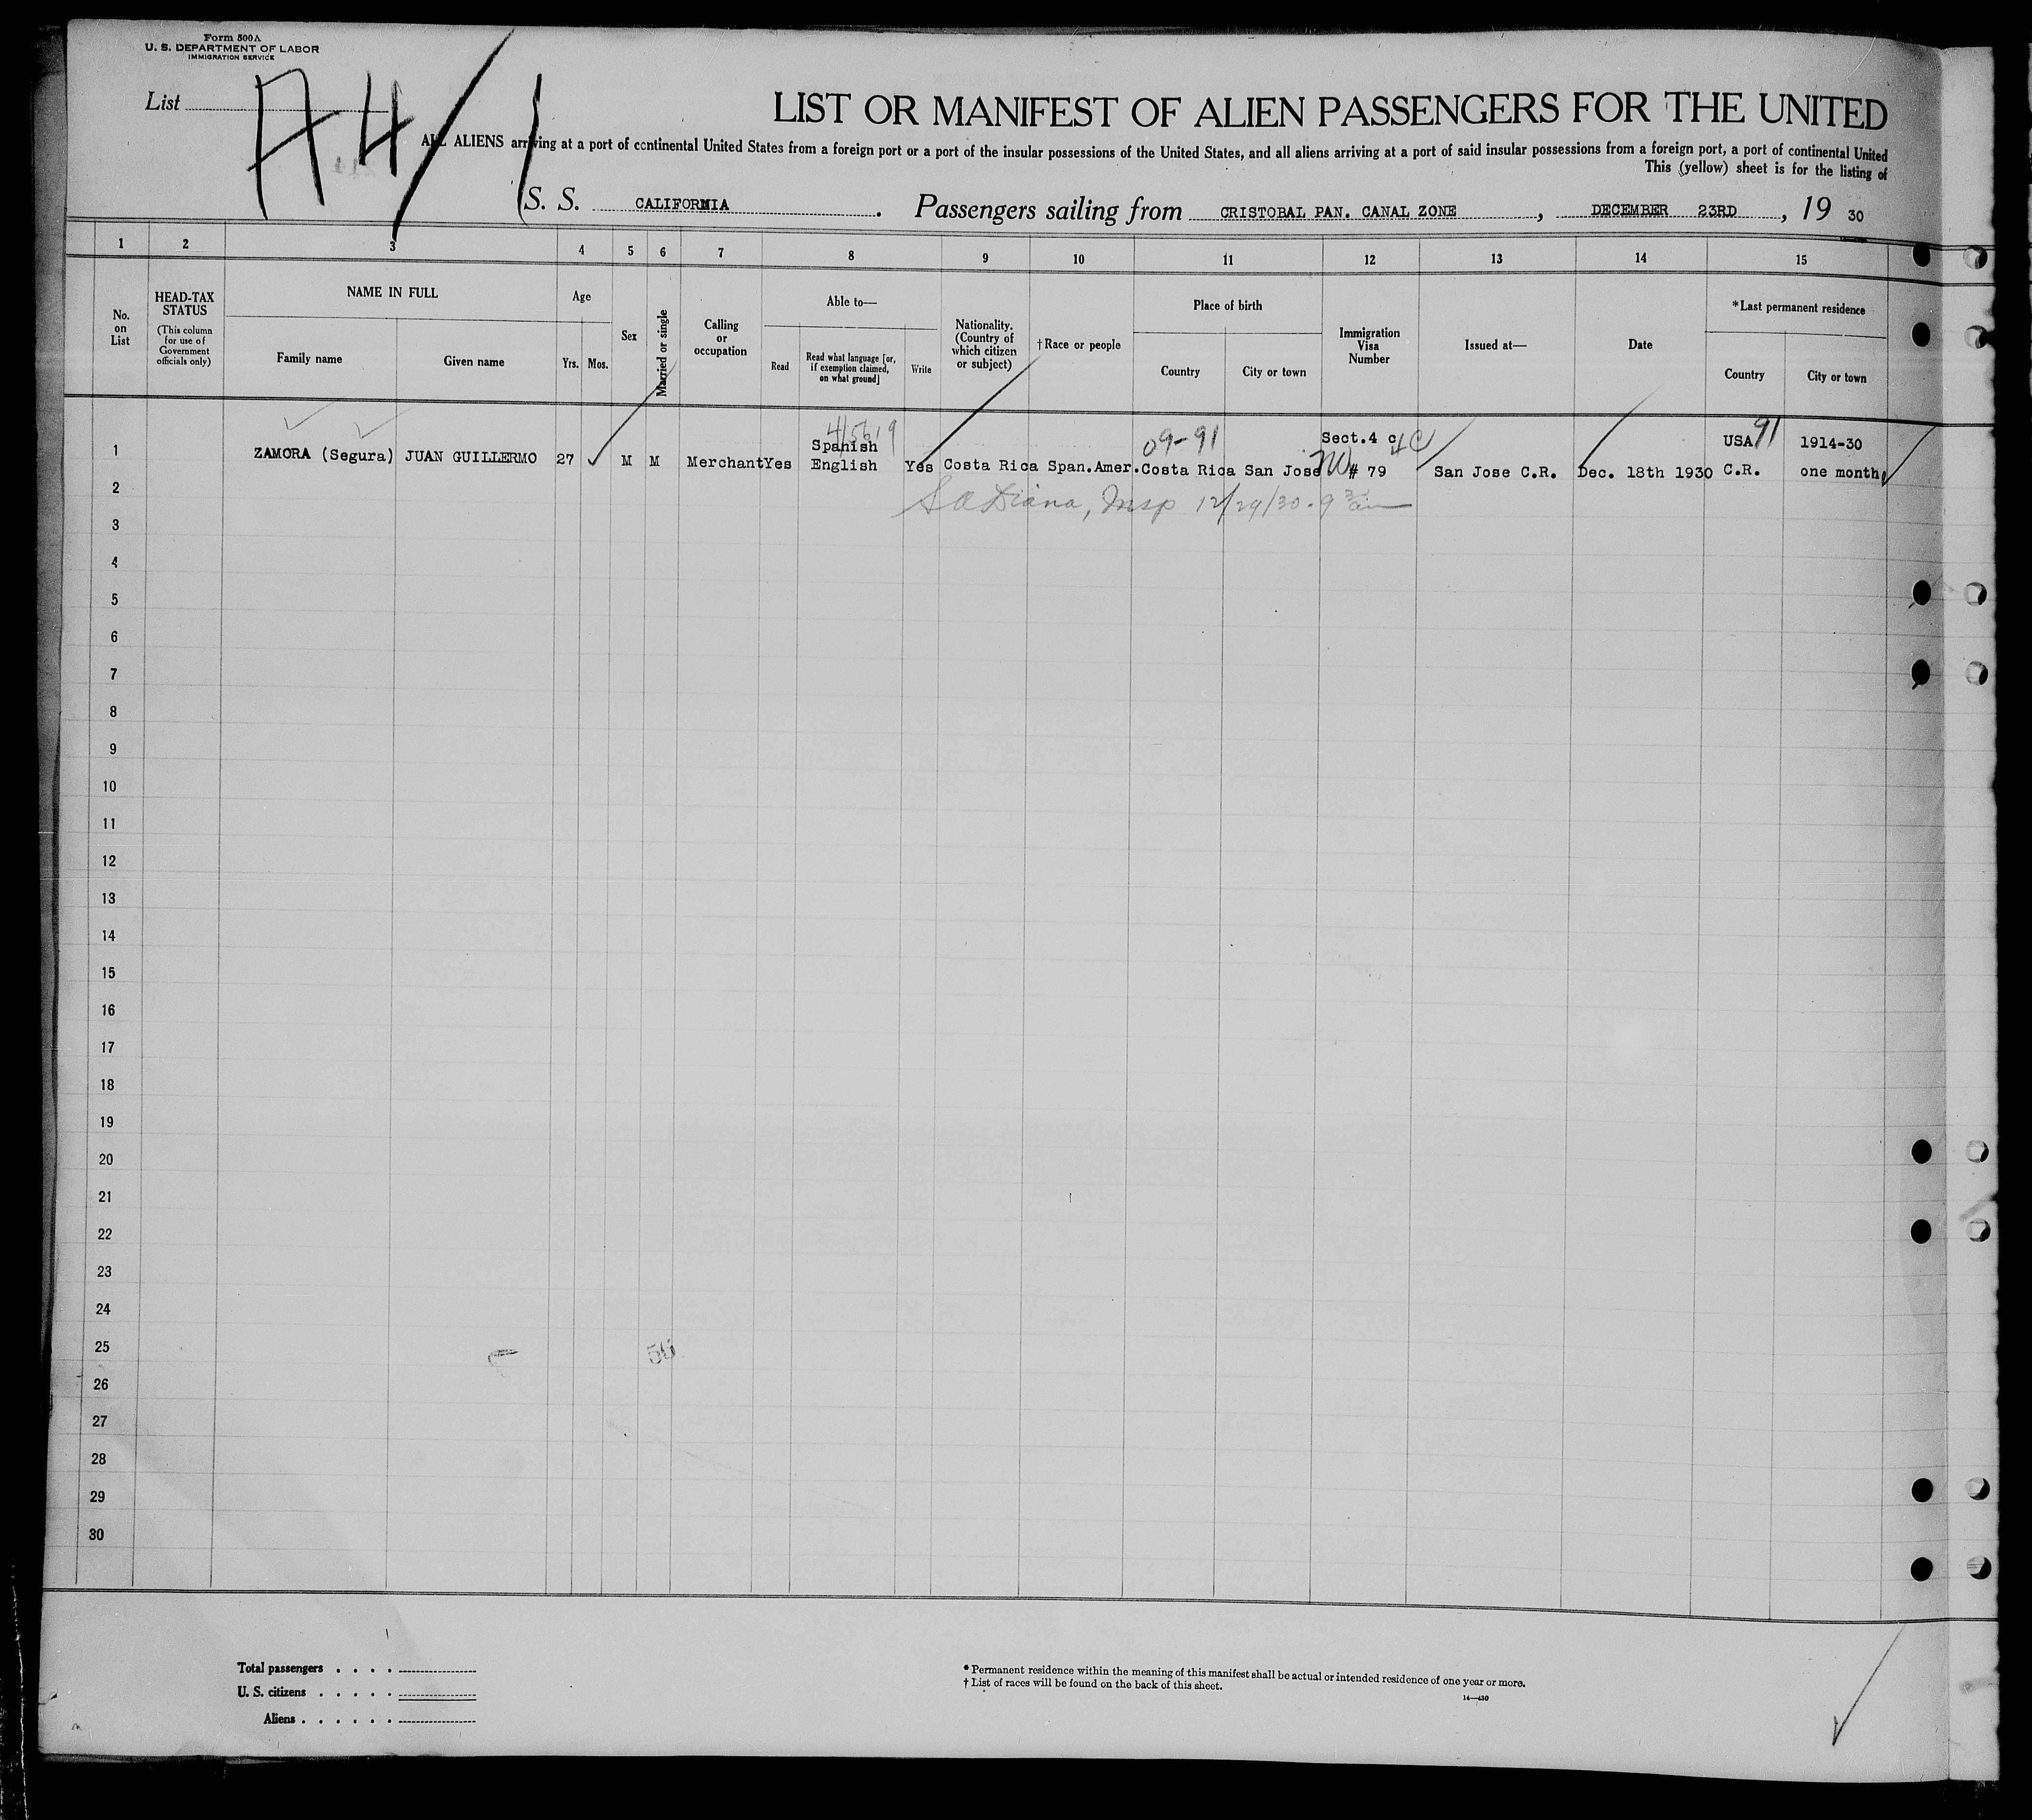 Form 500A
U. S. DEPARTMENT OF LABOR
IMMIGRATION SERVICE
List
A4/1
LIST OR MANIFEST OF ALIEN PASSENGERS FOR THE UNITED
ALL ALIENS arriving at a port of continental United States from a foreign port or a port of the insular possessions of the United States, and all aliens arriving at a port of said insular possessions from a foreign port, a port of continental United
This (yellow) sheet is for the listing of
S. S. CALIFORNIA. Passengers sailing from CRISTOBAL PAN. CANAL ZONE, DECEMBER 23RD, 19 30
1 2 3 4 5 6 7 8 9 10 11 12 13 14 15
No. on List
HEAD-TAX STATUS
(This column for use of Government officials only)
NAME IN FULL
Family name
Given name
Age
Yrs. Mos.
Sex
Married or single
Calling or occupation
Able to—
Read
Read what language [or, if exemption claimed, on what ground]
Write
Nationality. (Country of which citizen or subject)
†Race or people
Place of birth
Country
City or town
Immigration Visa Number
Issued at—
Date
*Last permanent residence
Country
City or town
09-91 Sect.4 c 4C USA 91 1914-30
1 ZAMORA (Segura) JUAN GUILLERMO 27 M M Merchant Yes Spanish English Yes Costa Rica Span.Amer. Costa Rica San Jose # 79 San Jose C.R. Dec. 18th 1930 C.R. one month
Diana, Insp 12/29/30 - 9
2
3
4
5
6
7
8
9
10
11
12
13
14
15
16
17
18
19
20
21
22
23
24
25
56
26
27
28
29
30
Total passengers . . . .
U. S. citizens . . . . .
Aliens . . . . . .
* Permanent residence within the meaning of this manifest shall be actual or intended residence of one year or more.
† List of races will be found on the back of this sheet.
14—430